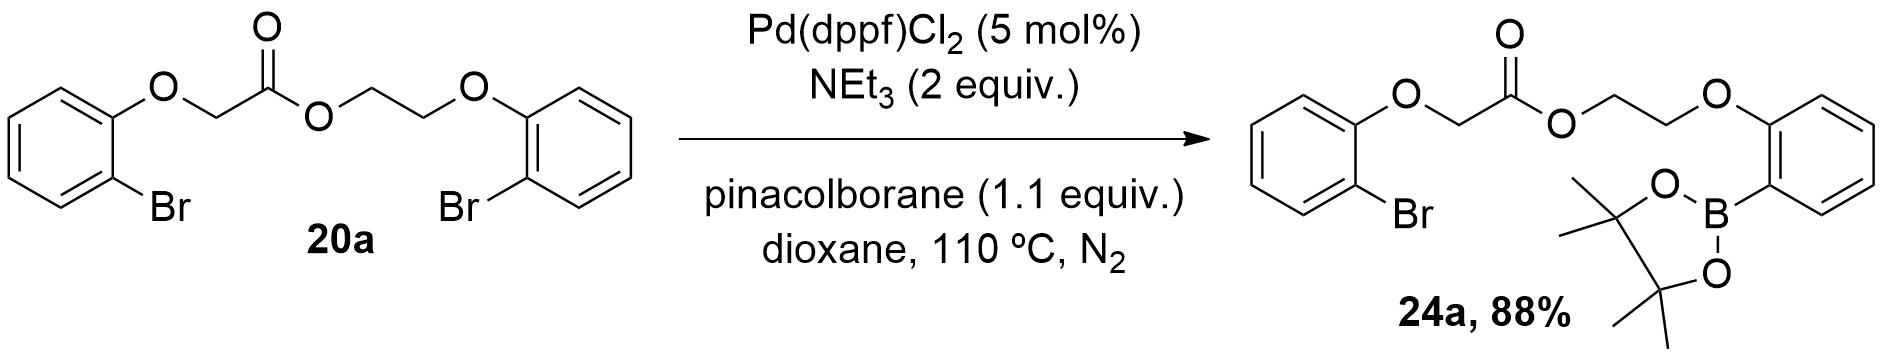 Pd(dppf)Cl2 (5 mol%)
NEt3 (2 equiv.)
pinacolborane (1.1 equiv.)
dioxane, 110 ºC, N2
O
O
O
O
Br
Br
20a
O
O
O
O
Br
O
B
O
24a, 88%